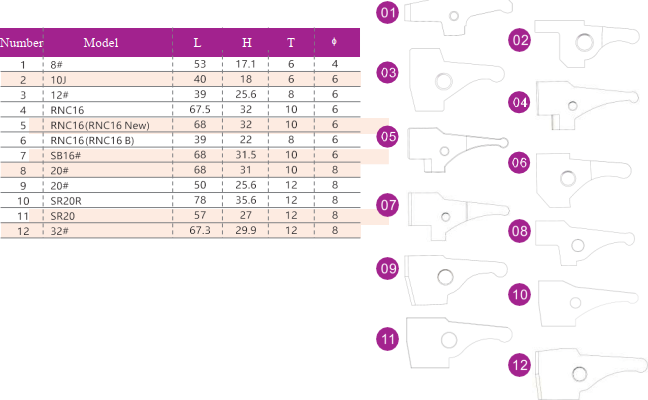 Number Model L H T ϕ
1 8# 53 17.1 6 4
2 10J 40 18 6 6
3 12# 39 25.6 8 6
4 RNC16 67.5 32 10 6
5 RNC16(RNC16 New) 68 32 10 6
6 RNC16(RNC16 B) 39 22 8 6
7 SB16# 68 31.5 10 6
8 20# 68 31 10 8
9 20# 50 25.6 12 8
10 SR20R 78 35.6 12 8
11 SR20 57 27 12 8
12 32# 67.3 29.9 12 8
01
02
03
04
05
06
07
08
09
10
11
12